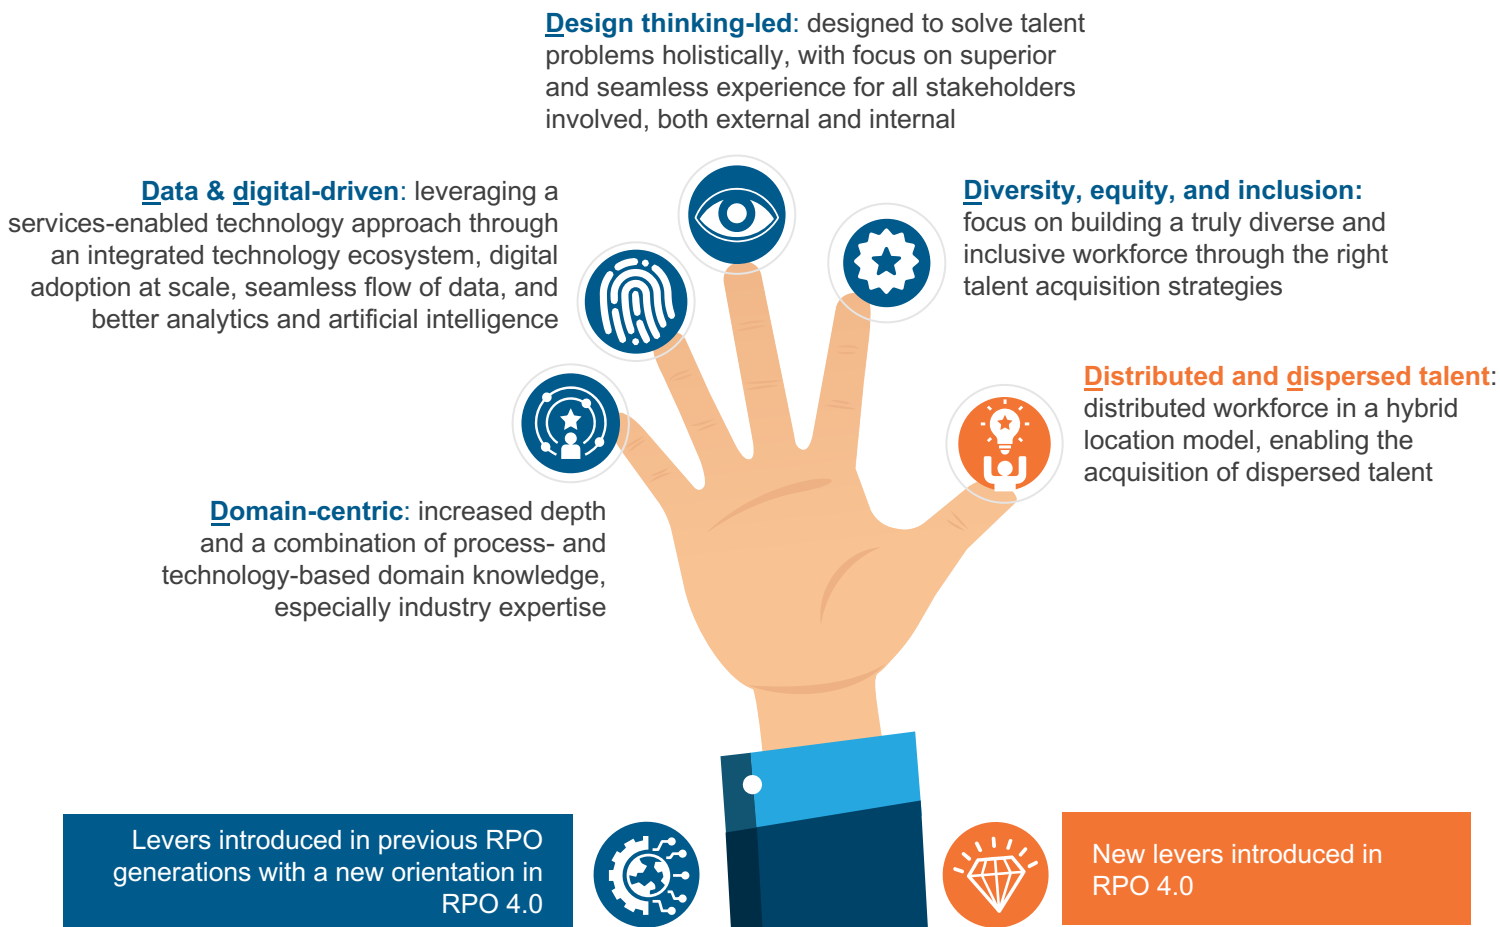 Design thinking-led: designed to solve talent
problems holistically, with focus on superior
and seamless experience for all stakeholders
involved, both external and internal
Data & digital-driven: leveraging a
services-enabled technology approach through
an integrated technology ecosystem, digital
adoption at scale, seamless flow of data, and
better analytics and artificial intelligence
Diversity, equity, and inclusion:
focus on building a truly diverse and
inclusive workforce through the right
talent acquisition strategies
Distributed and dispersed talent:
distributed workforce in a hybrid
location model, enabling the
acquisition of dispersed talent
Domain-centric: increased depth
and a combination of process- and
technology-based domain knowledge,
especially industry expertise
Levers introduced in previous RPO
generations with a new orientation in
RPO 4.0
New levers introduced in
RPO 4.0